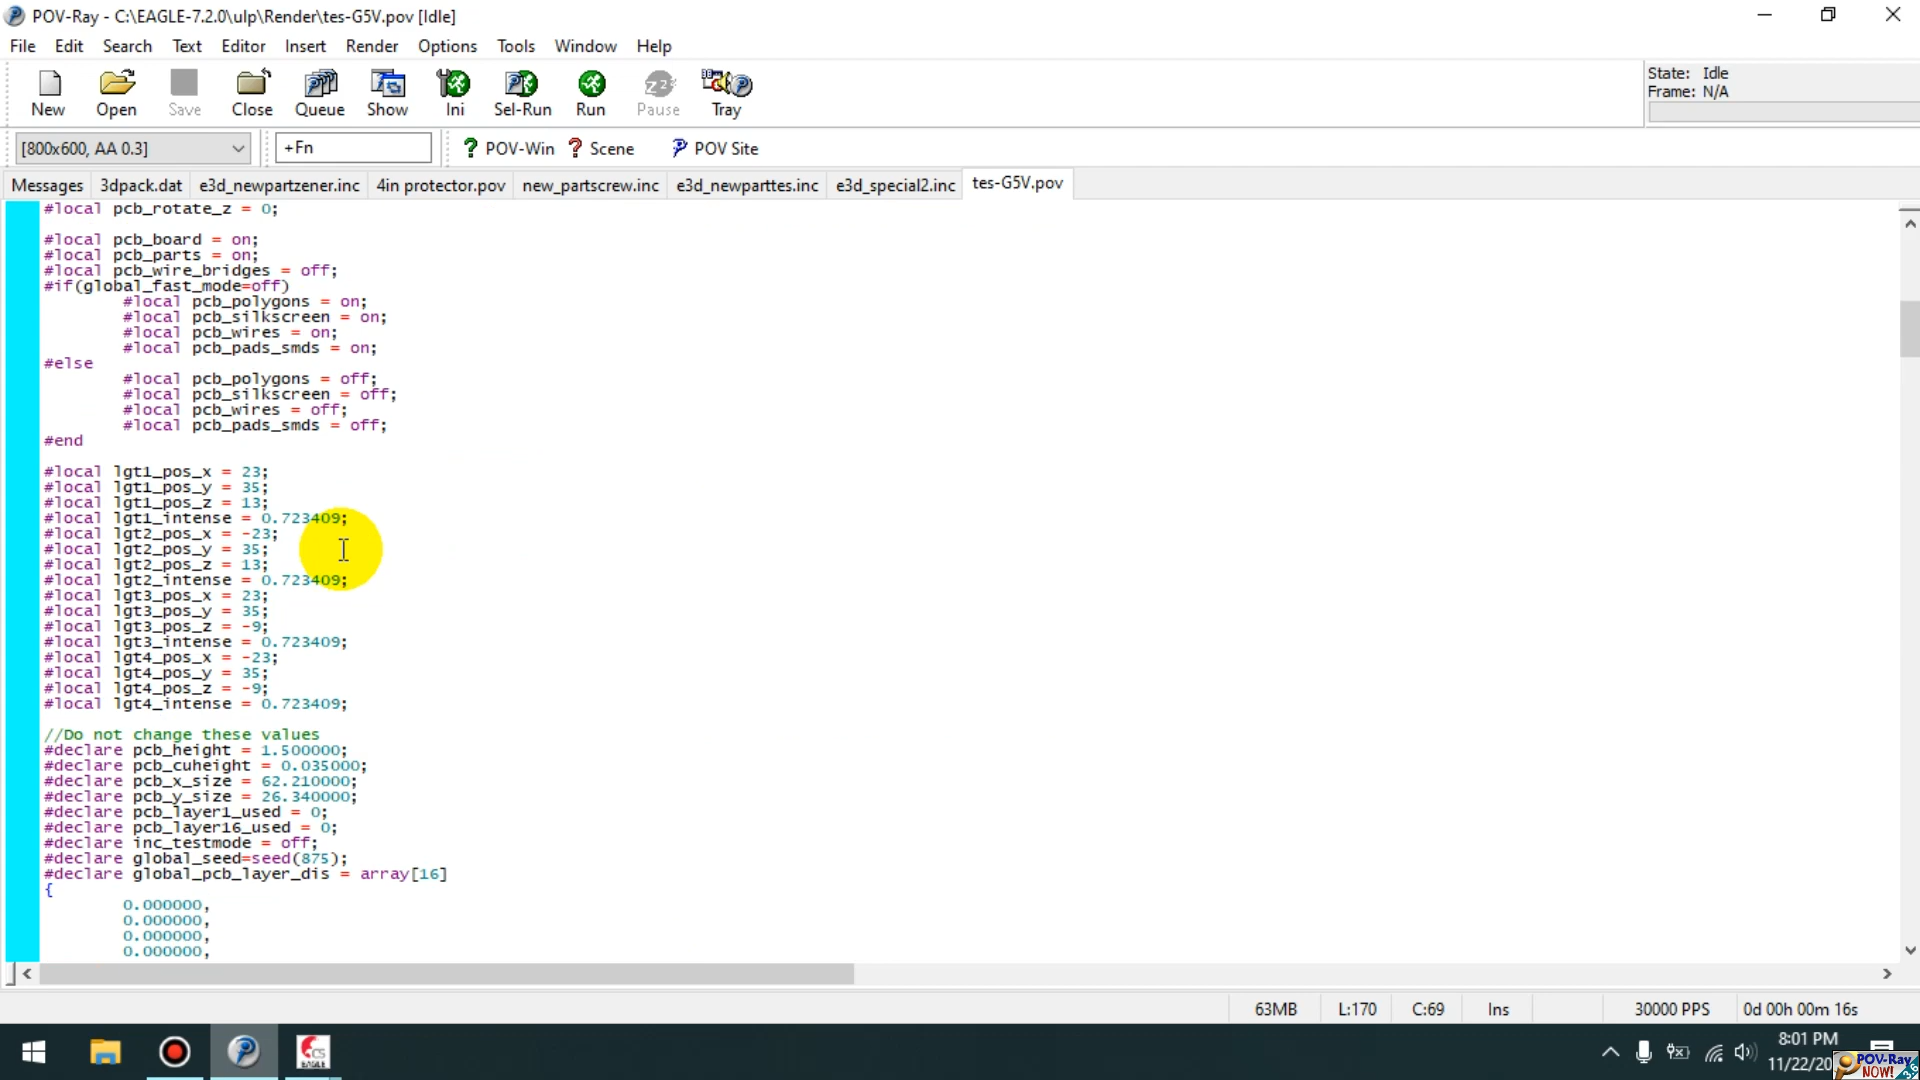 POV-Ray - C:\EAGLE-7.2.0\ulp\Render\tes-G5V.pov [Idle]
File Edit Search Text Editor Insert Render Options Tools Window Help
New Open Save Close Queue Show Ini Sel-Run Run Pause Tray
State: Idle
Frame: N/A
[800x600, AA 0.3] +Fn POV-Win Scene POV Site
Messages 3dpack.dat e3d_newpartzener.inc 4in protector.pov new_partscrew.inc e3d_newparttes.inc e3d_special2.inc tes-G5V.pov
#local pcb_rotate_z = 0;
#local pcb_board = on;
#local pcb_parts = on;
#local pcb_wire_bridges = off;
#if(global_fast_mode=off)
#local pcb_polygons = on;
#local pcb_silkscreen = on;
#local pcb_wires = on;
#local pcb_pads_smds = on;
#else
#local pcb_polygons = off;
#local pcb_silkscreen = off;
#local pcb_wires = off;
#local pcb_pads_smds = off;
#end
#local lgt1_pos_x = 23;
#local lgt1_pos_y = 35;
#local lgt1_pos_z = 13;
#local lgt1_intense = 0.723409;
#local lgt2_pos_x = -23;
#local lgt2_pos_y = 35;
#local lgt2_pos_z = 13;
#local lgt2_intense = 0.723409;
#local lgt3_pos_x = 23;
#local lgt3_pos_y = 35;
#local lgt3_pos_z = -9;
#local lgt3_intense = 0.723409;
#local lgt4_pos_x = -23;
#local lgt4_pos_y = 35;
#local lgt4_pos_z = -9;
#local lgt4_intense = 0.723409;
//Do not change these values
#declare pcb_height = 1.500000;
#declare pcb_cuheight = 0.035000;
#declare pcb_x_size = 62.210000;
#declare pcb_y_size = 26.340000;
#declare pcb_layer1_used = 0;
#declare pcb_layer16_used = 0;
#declare inc_testmode = off;
#declare global_seed=seed(875);
#declare global_pcb_layer_dis = array[16]
{
0.000000,
0.000000,
0.000000,
0.000000,
63MB L:170 C:69 Ins 30000 PPS 0d 00h 00m 16s
CS
EAGLE
8:01 PM
11/22/20
POV-Ray
NOW! 3.6